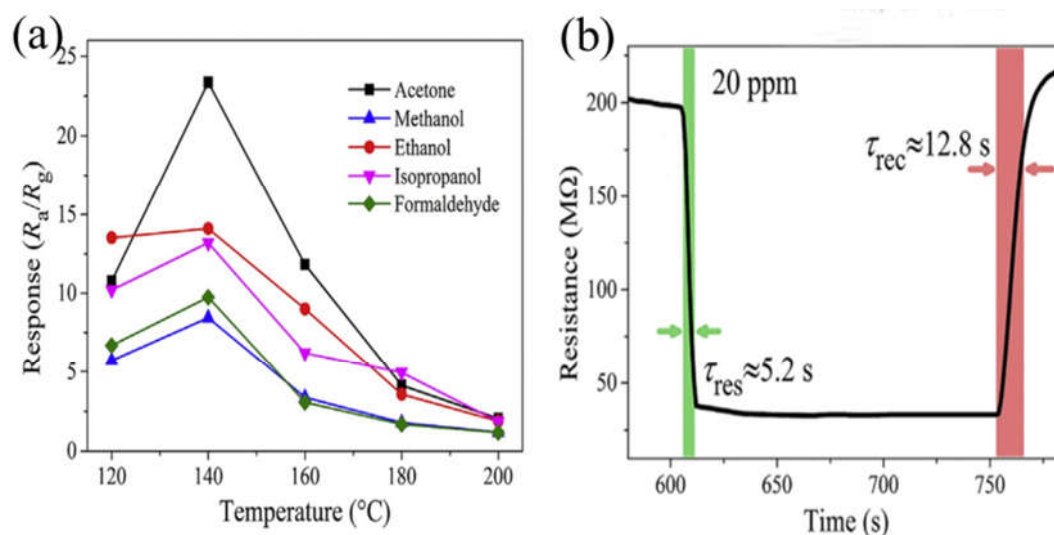 (a)
25
20
15
10
5
0
120 140 160 180 200
Response (Ra/Rg)
Temperature (°C)
Acetone
Methanol
Ethanol
Isopropanol
Formaldehyde
(b)
200
150
100
50
600 650 700 750
Resistance (MΩ)
Time (s)
20 ppm
τrec≈12.8 s
τres≈5.2 s